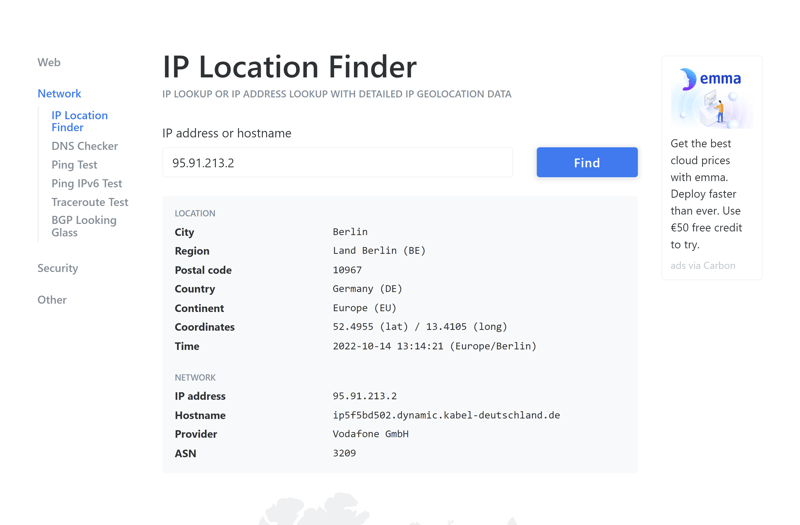 Web
Network
IP Location
Finder
DNS Checker
Ping Test
Ping IPv6 Test
Traceroute Test
BGP Looking
Glass
Security
Other
IP Location Finder
IP LOOKUP OR IP ADDRESS LOOKUP WITH DETAILED IP GEOLOCATION DATA
IP address or hostname
95.91.213.2
Find
LOCATION
City Berlin
Region Land Berlin (BE)
Postal code 10967
Country Germany (DE)
Continent Europe (EU)
Coordinates 52.4955 (lat) / 13.4105 (long)
Time 2022-10-14 13:14:21 (Europe/Berlin)
NETWORK
IP address 95.91.213.2
Hostname ip5f5bd502.dynamic.kabel-deutschland.de
Provider Vodafone GmbH
ASN 3209
emma
Get the best
cloud prices
with emma.
Deploy faster
than ever. Use
€50 free credit
to try.
ads via Carbon